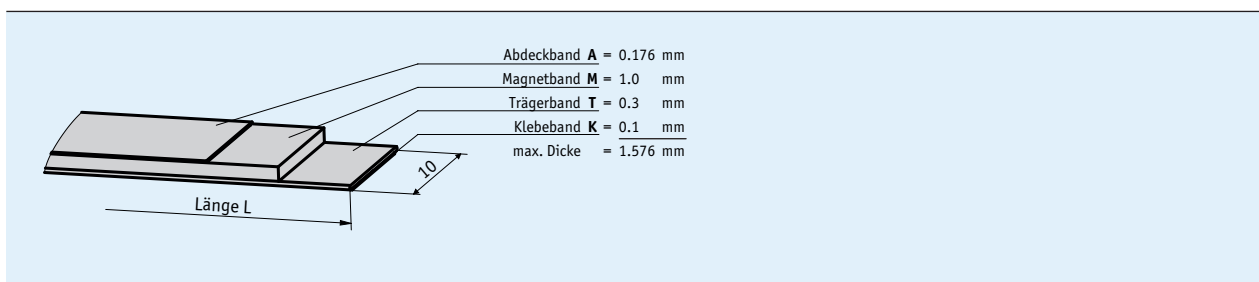 Abdeckband A = 0.176 mm
Magnetband M = 1.0 mm
Trägerband T = 0.3 mm
Klebeband K = 0.1 mm
max. Dicke = 1.576 mm
10
Länge L